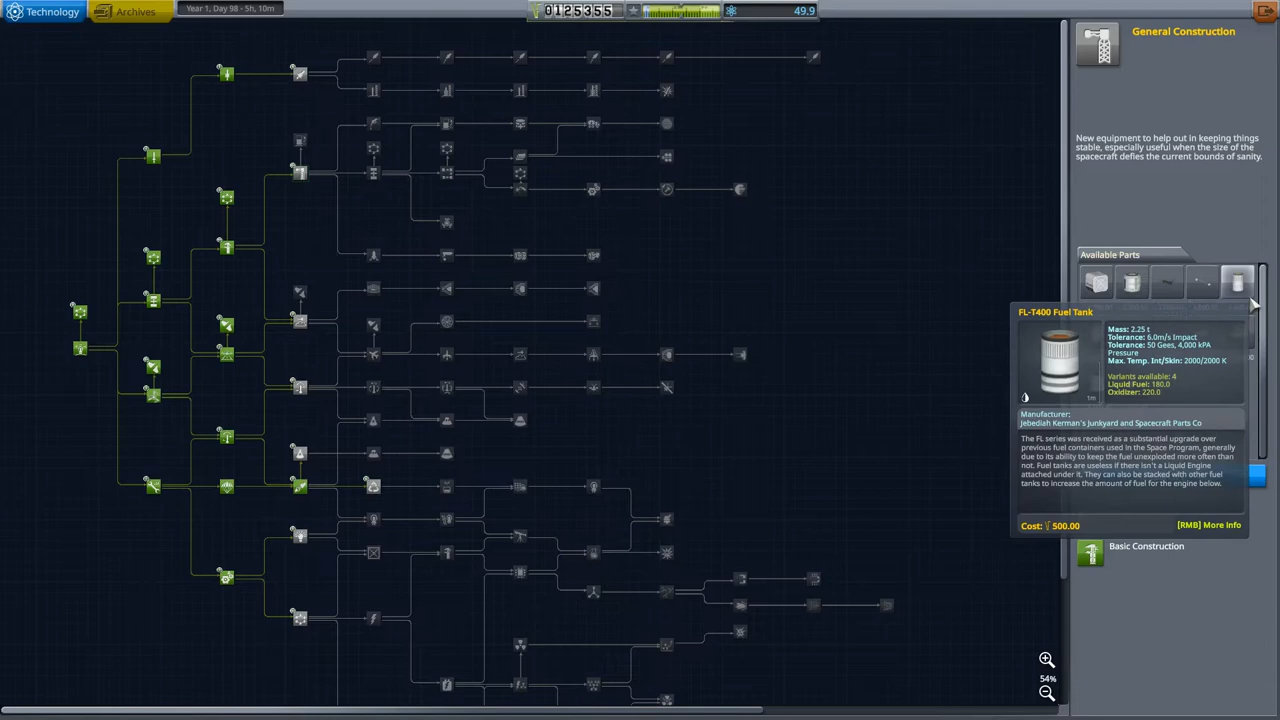 Technology
Archives
Year 1, Day 98 - 5h, 10m
0125355
49.9
General Construction
New equipment to help out in keeping things
stable, especially useful when the size of the
spacecraft defies the current bounds of sanity.
Available Parts
FL-T400 Fuel Tank
Mass: 2.25 t
Tolerance: 6.0m/s Impact
Tolerance: 50 Gees, 4,000 kPA
Pressure
Max. Temp. Int/Skin: 2000/2000 K
Variants available: 4
Liquid Fuel: 180.0
Oxidizer: 220.0
1m
Manufacturer:
Jebediah Kerman's Junkyard and Spacecraft Parts Co
The FL series was received as a substantial upgrade over
previous fuel containers used in the Space Program, generally
due to its ability to keep the fuel unexploded more often than
not. Fuel tanks are useless if there isn't a Liquid Engine
attached under it. They can also be stacked with other fuel
tanks to increase the amount of fuel for the engine below.
Cost: 500.00
[RMB] More Info
Basic Construction
54%